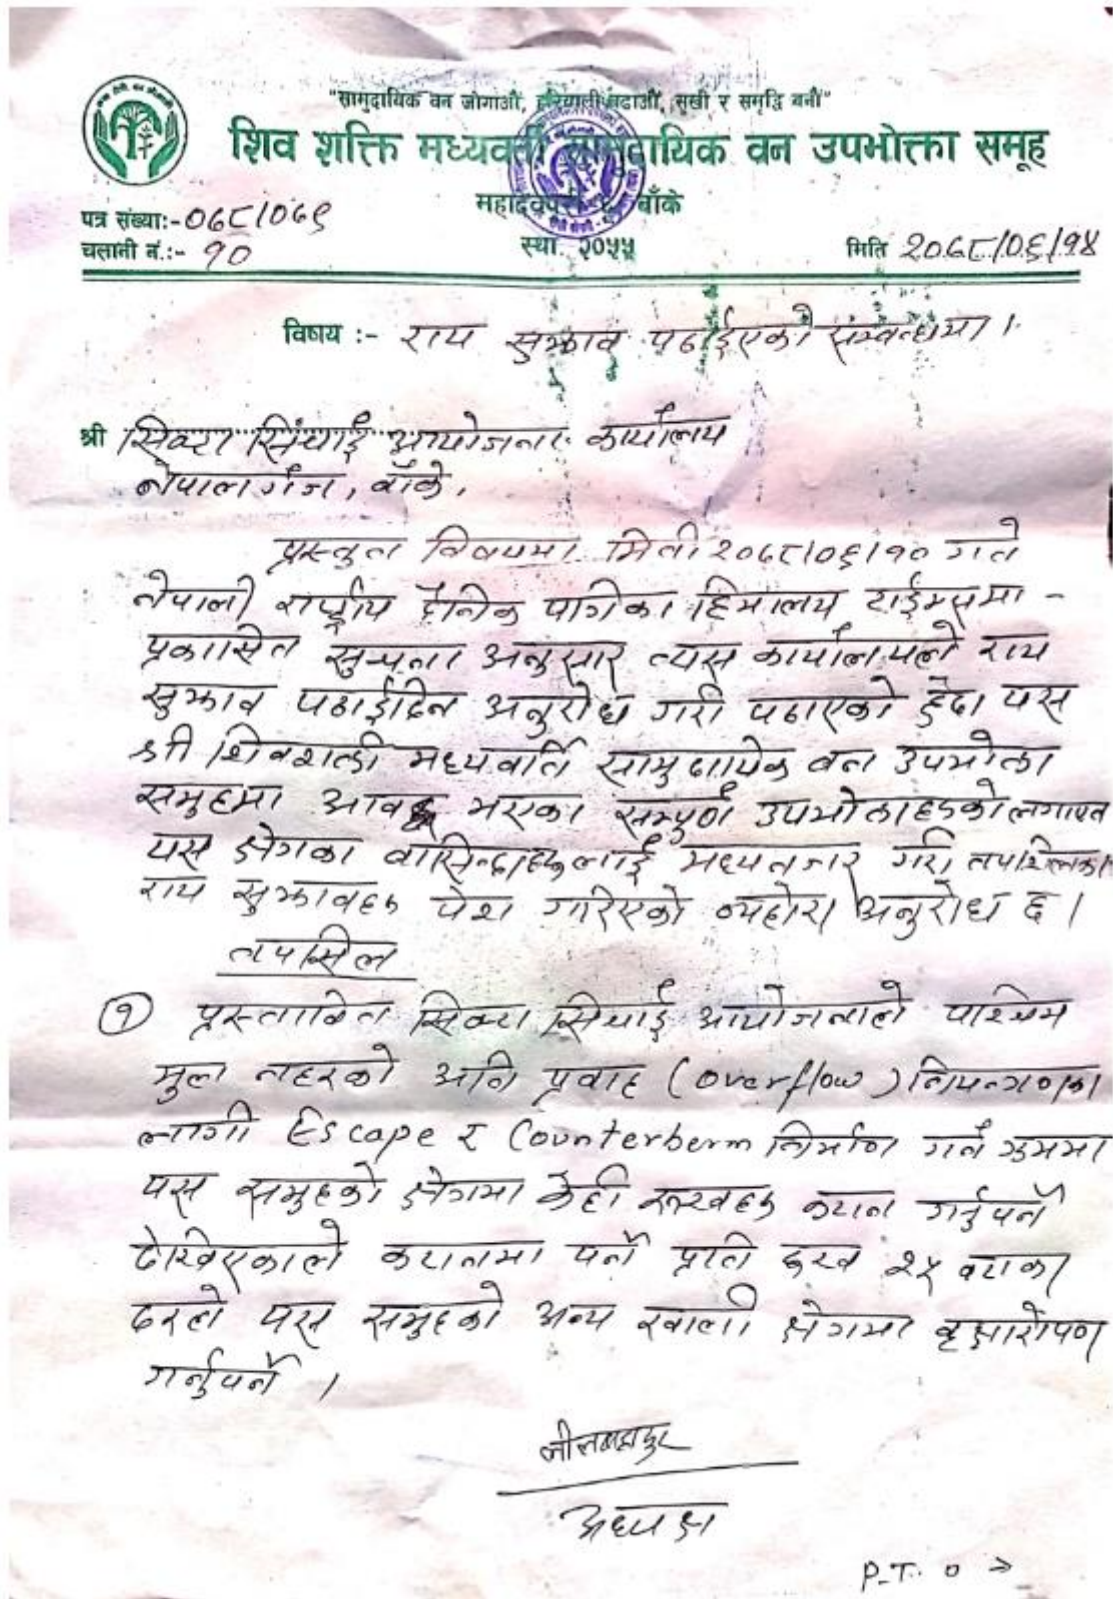 "सामुदायिक वन जोगाऔं, हरियाली बढाऔं, सुखी र समृद्धि बनौं"
शिव शक्ति मध्यवर्ती सामुदायिक वन उपभोक्ता समूह
महादेवपुरी बाँके
पत्र संख्याः-०६८/०६९
स्था. २०५५
चलानी नं.:- १०
मिति २०६८/०६/१४
विषय :- राय सुझाव पठाईएको सम्वन्धमा।
श्री सिक्टा सिंचाई आयोजना कार्यालय
नेपालगंज, बाँके,
प्रस्तुत विषयमा मिती २०६८/०६/१० गते
नेपाली राष्ट्रीय दैनिक पत्रिका हिमालय टाईम्समा -
प्रकासित सुचना अनुसार त्यस कार्यालयले राय
सुझाव पठाईदिन अनुरोध गरी पठाएको हुँदा यस
श्री शिवशक्ती मध्यवर्ति सामुदायिक वन उपभोक्ता
समुहमा आवद्ध भएका सम्पुर्ण उपभोक्ताहरुको लगायत
यस क्षेत्रका वासिन्दाहरुलाई मध्यनजर गरी तपशिलका
राय सुझावहरु पेश गरिएको व्यहोरा अनुरोध छ।
तपसिल
१ प्रस्तावित सिक्टा सिंचाई आयोजनाले पश्चिम
मुल नहरको अति प्रवाह (overflow) नियन्त्रणका
लागी Escape र Counterberm निर्माण गर्ने क्रममा
यस समुहको क्षेत्रमा केही रुखहरु कटान गर्नुपर्ने
देखिएकाले कटानमा पर्ने प्रति रुख २५ वटाका
दरले यस समुहको अन्य खाली क्षेत्रमा वृक्षारोपण
गर्नुपर्ने।
अध्यक्ष
P.T. O →